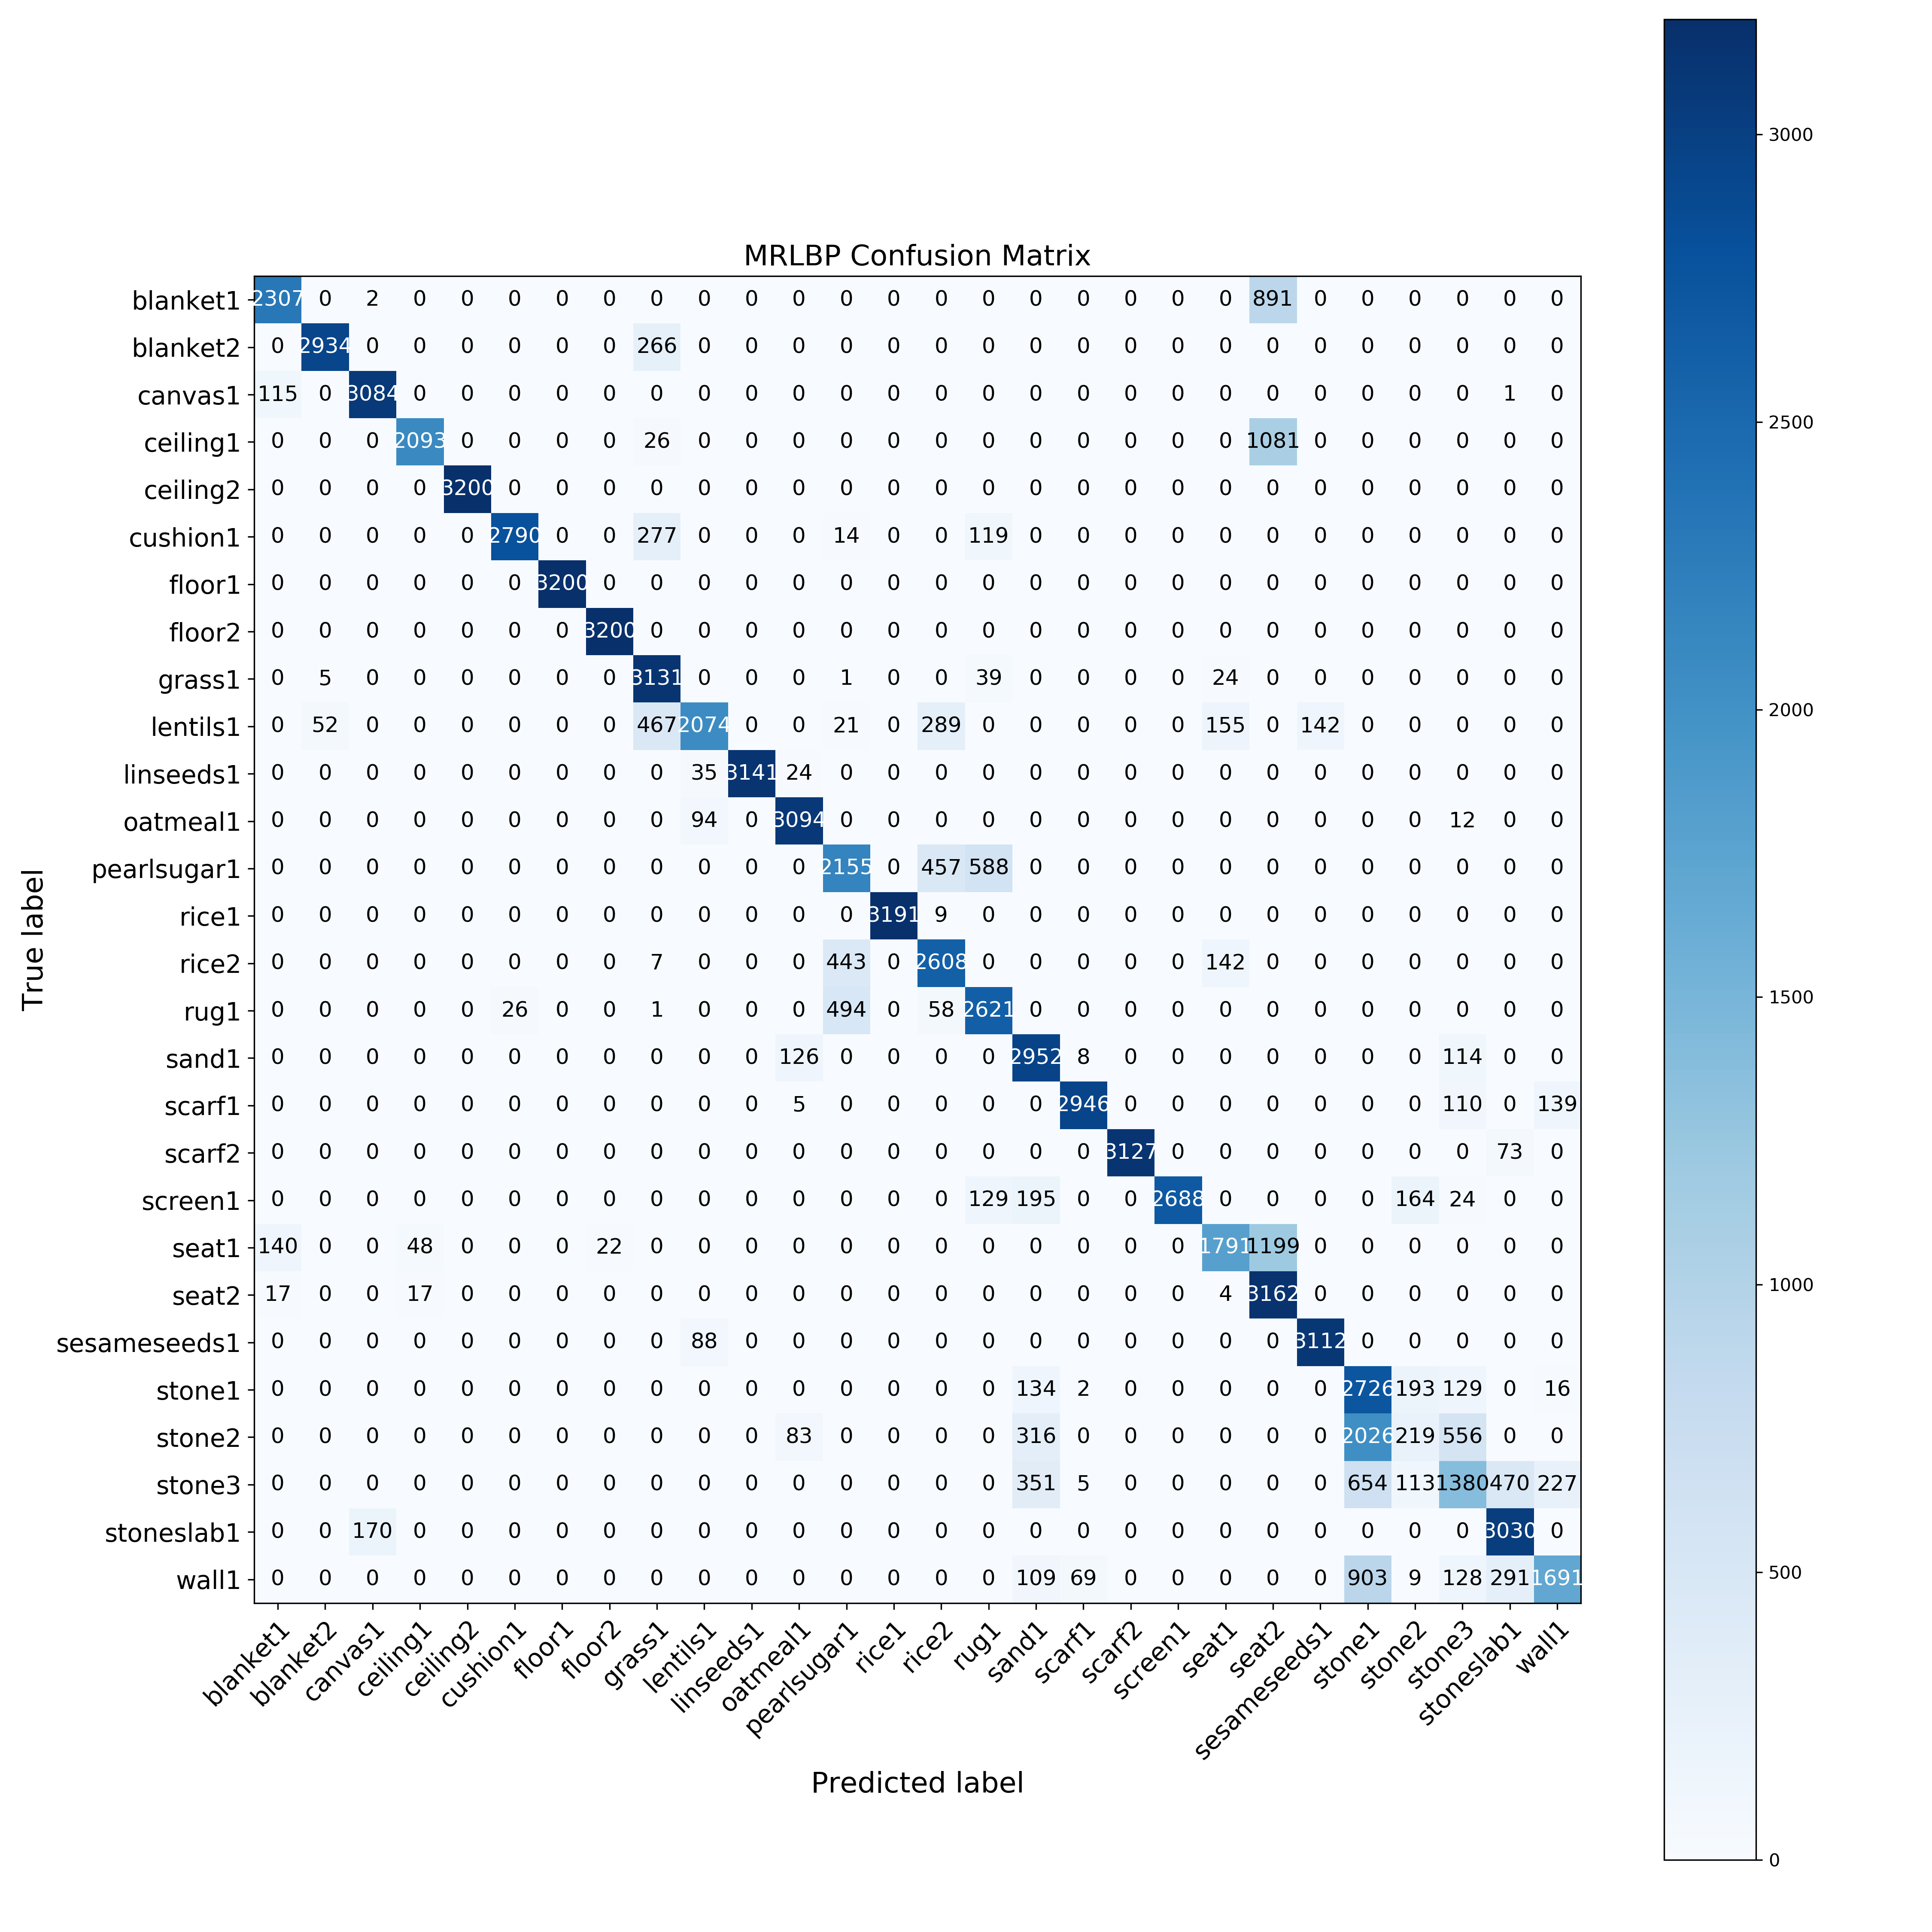 MRLBP Confusion Matrix
True label
blanket1 2307 0 2 0 0 0 0 0 0 0 0 0 0 0 0 0 0 0 0 0 0 891 0 0 0 0 0 0
blanket2 0 2934 0 0 0 0 0 0 266 0 0 0 0 0 0 0 0 0 0 0 0 0 0 0 0 0 0 0
canvas1 115 0 3084 0 0 0 0 0 0 0 0 0 0 0 0 0 0 0 0 0 0 0 0 0 0 0 1 0
ceiling1 0 0 0 2093 0 0 0 0 26 0 0 0 0 0 0 0 0 0 0 0 0 1081 0 0 0 0 0 0
ceiling2 0 0 0 0 3200 0 0 0 0 0 0 0 0 0 0 0 0 0 0 0 0 0 0 0 0 0 0 0
cushion1 0 0 0 0 0 2790 0 0 277 0 0 0 14 0 0 119 0 0 0 0 0 0 0 0 0 0 0 0
floor1 0 0 0 0 0 0 3200 0 0 0 0 0 0 0 0 0 0 0 0 0 0 0 0 0 0 0 0 0
floor2 0 0 0 0 0 0 0 3200 0 0 0 0 0 0 0 0 0 0 0 0 0 0 0 0 0 0 0 0
grass1 0 5 0 0 0 0 0 0 3131 0 0 0 1 0 0 39 0 0 0 0 24 0 0 0 0 0 0 0
lentils1 0 52 0 0 0 0 0 0 467 2074 0 0 21 0 289 0 0 0 0 0 155 0 142 0 0 0 0 0
linseeds1 0 0 0 0 0 0 0 0 0 35 3141 24 0 0 0 0 0 0 0 0 0 0 0 0 0 0 0 0
oatmeal1 0 0 0 0 0 0 0 0 0 94 0 3094 0 0 0 0 0 0 0 0 0 0 0 0 0 12 0 0
pearlsugar1 0 0 0 0 0 0 0 0 0 0 0 0 2155 0 457 588 0 0 0 0 0 0 0 0 0 0 0 0
rice1 0 0 0 0 0 0 0 0 0 0 0 0 0 3191 9 0 0 0 0 0 0 0 0 0 0 0 0 0
rice2 0 0 0 0 0 0 0 0 7 0 0 0 443 0 2608 0 0 0 0 0 142 0 0 0 0 0 0 0
rug1 0 0 0 0 0 26 0 0 1 0 0 0 494 0 58 2621 0 0 0 0 0 0 0 0 0 0 0 0
sand1 0 0 0 0 0 0 0 0 0 0 0 126 0 0 0 0 2952 8 0 0 0 0 0 0 0 114 0 0
scarf1 0 0 0 0 0 0 0 0 0 0 0 5 0 0 0 0 0 2946 0 0 0 0 0 0 0 110 0 139
scarf2 0 0 0 0 0 0 0 0 0 0 0 0 0 0 0 0 0 0 3127 0 0 0 0 0 0 0 73 0
screen1 0 0 0 0 0 0 0 0 0 0 0 0 0 0 0 129 195 0 0 2688 0 0 0 0 164 24 0 0
seat1 140 0 0 48 0 0 0 22 0 0 0 0 0 0 0 0 0 0 0 0 1791 1199 0 0 0 0 0 0
seat2 17 0 0 17 0 0 0 0 0 0 0 0 0 0 0 0 0 0 0 0 4 3162 0 0 0 0 0 0
sesameseeds1 0 0 0 0 0 0 0 0 0 88 0 0 0 0 0 0 0 0 0 0 0 0 3112 0 0 0 0 0
stone1 0 0 0 0 0 0 0 0 0 0 0 0 0 0 0 0 134 2 0 0 0 0 0 2726 193 129 0 16
stone2 0 0 0 0 0 0 0 0 0 0 0 83 0 0 0 0 316 0 0 0 0 0 0 2026 219 556 0 0
stone3 0 0 0 0 0 0 0 0 0 0 0 0 0 0 0 0 351 5 0 0 0 0 0 654 113 1380 470 227
stoneslab1 0 0 170 0 0 0 0 0 0 0 0 0 0 0 0 0 0 0 0 0 0 0 0 0 0 0 3030 0
wall1 0 0 0 0 0 0 0 0 0 0 0 0 0 0 0 0 109 69 0 0 0 0 0 903 9 128 291 1691
blanket1 blanket2 canvas1 ceiling1 ceiling2 cushion1 floor1 floor2 grass1 lentils1 linseeds1 oatmeal1 pearlsugar1 rice1 rice2 rug1 sand1 scarf1 scarf2 screen1 seat1 seat2 sesameseeds1 stone1 stone2 stone3 stoneslab1 wall1
Predicted label
3000
2500
2000
1500
1000
500
0